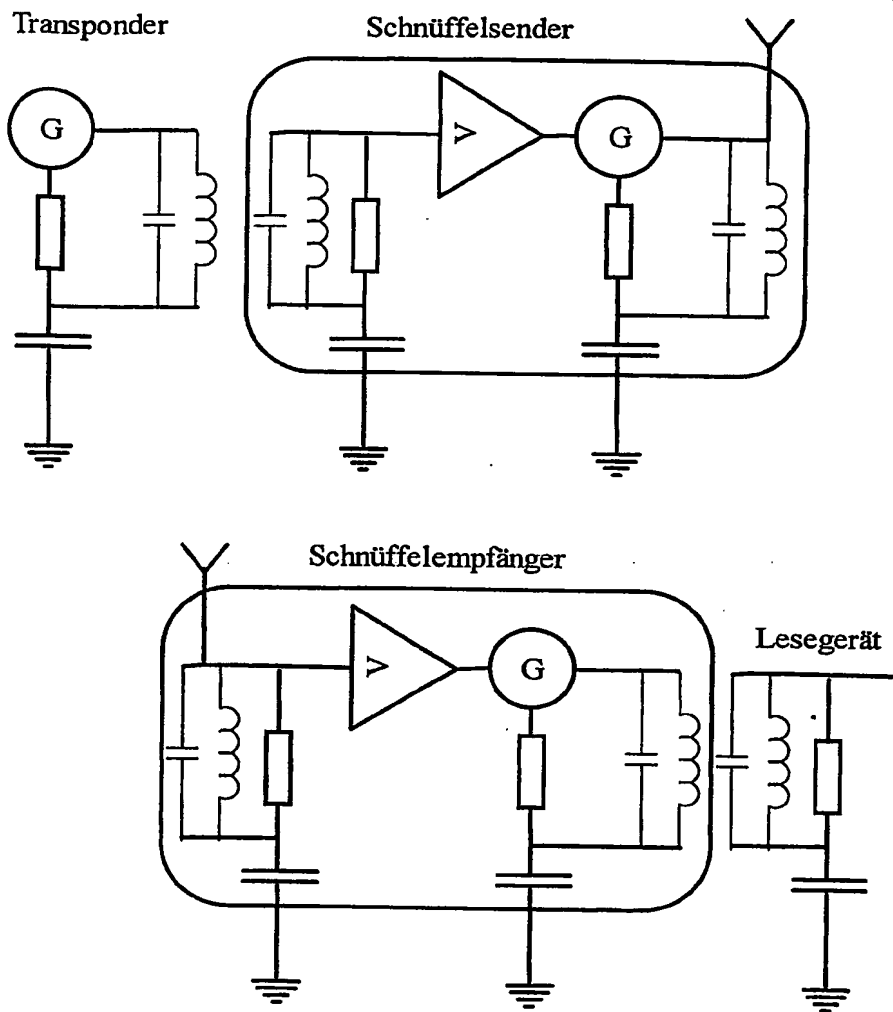 Transponder
Schnüffelsender
G
V
G
Schnüffelempfänger
V
G
Lesegerät